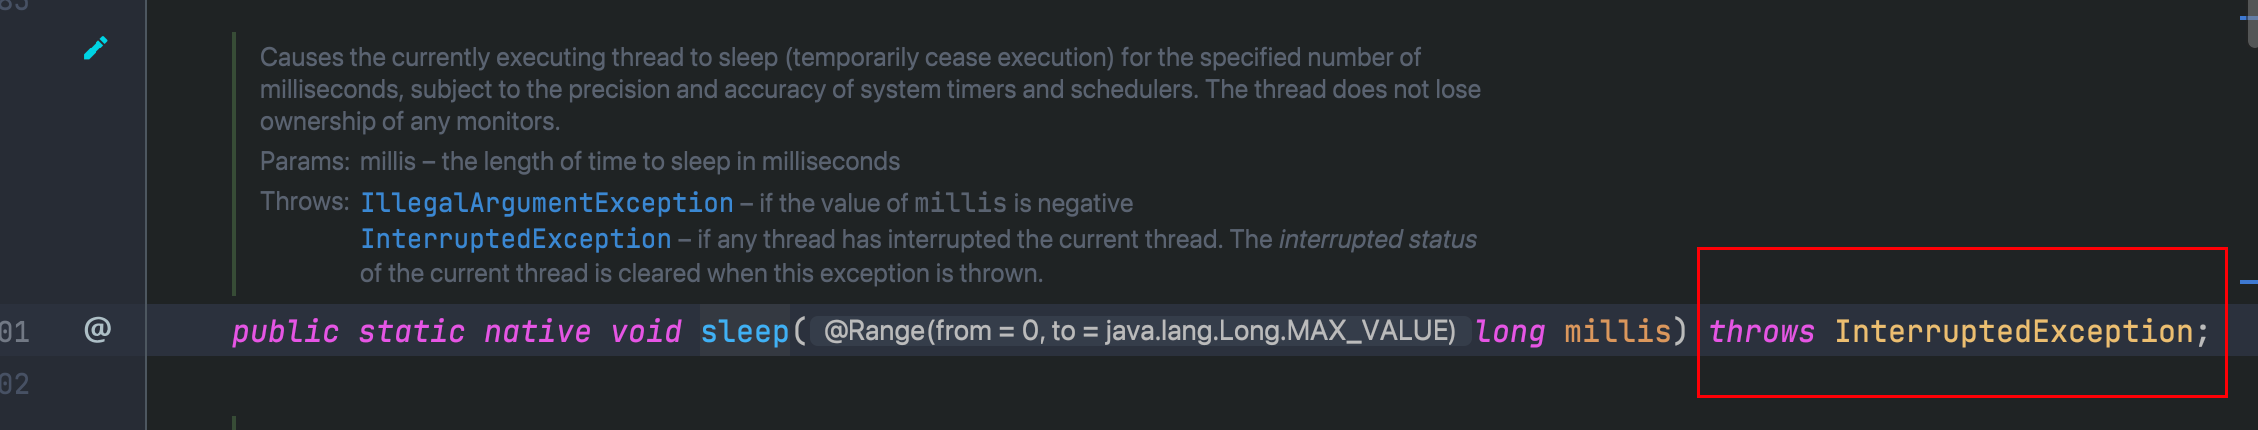 Causes the currently executing thread to sleep (temporarily cease execution) for the specified number of
milliseconds, subject to the precision and accuracy of system timers and schedulers. The thread does not lose
ownership of any monitors.
Params: millis – the length of time to sleep in milliseconds
Throws: IllegalArgumentException – if the value of millis is negative
InterruptedException – if any thread has interrupted the current thread. The interrupted status
of the current thread is cleared when this exception is thrown.
01 @ public static native void sleep( @Range(from = 0, to = java.lang.Long.MAX_VALUE) long millis) throws InterruptedException;
02